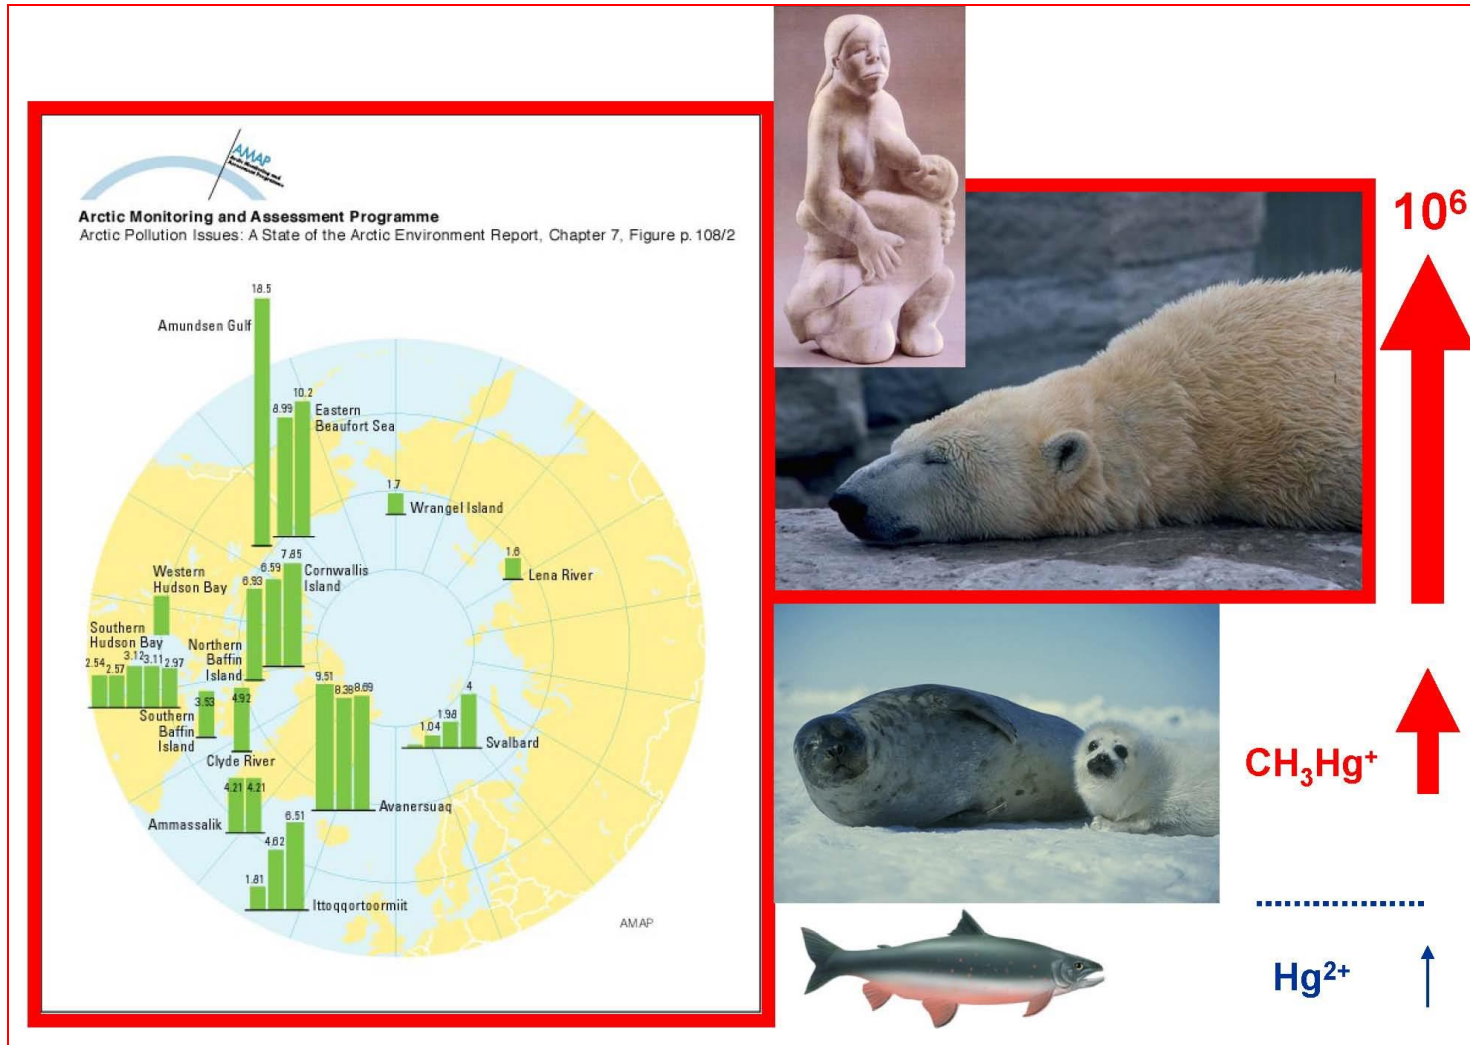 AMAP
Arctic Monitoring and
Assessment Programme
Arctic Monitoring and Assessment Programme
Arctic Pollution Issues: A State of the Arctic Environment Report, Chapter 7, Figure p. 108/2
18.5
Amundsen Gulf
10.2
8.99
Eastern
Beaufort Sea
1.7
Wrangel Island
1.6
Lena River
7.85
6.59
6.93
Cornwallis
Island
Western
Hudson Bay
Southern
Hudson Bay
2.54
2.57
3.12
3.11
2.97
Northern
Baffin
Island
3.53
4.92
Southern
Baffin
Island
Clyde River
9.51
8.38
8.69
Avanersuaq
4
1.98
1.04
Svalbard
4.21 4.21
Ammassalik
6.51
4.62
1.81
Ittoqqortoormiit
AMAP
10⁶
CH₃Hg⁺
Hg²⁺